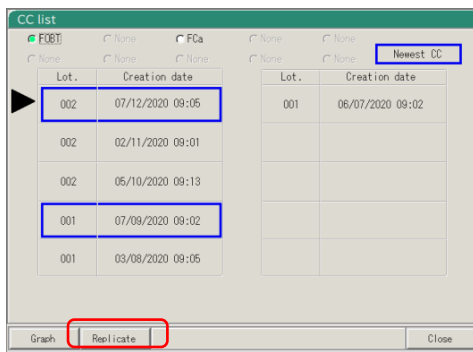 CC list
FOBT None FCa None None
None None None None None Newest CC
Lot. Creation date Lot. Creation date
002 07/12/2020 09:05 001 06/07/2020 09:02
002 02/11/2020 09:01
002 05/10/2020 09:13
001 07/09/2020 09:02
001 03/08/2020 09:05
Graph Replicate Close